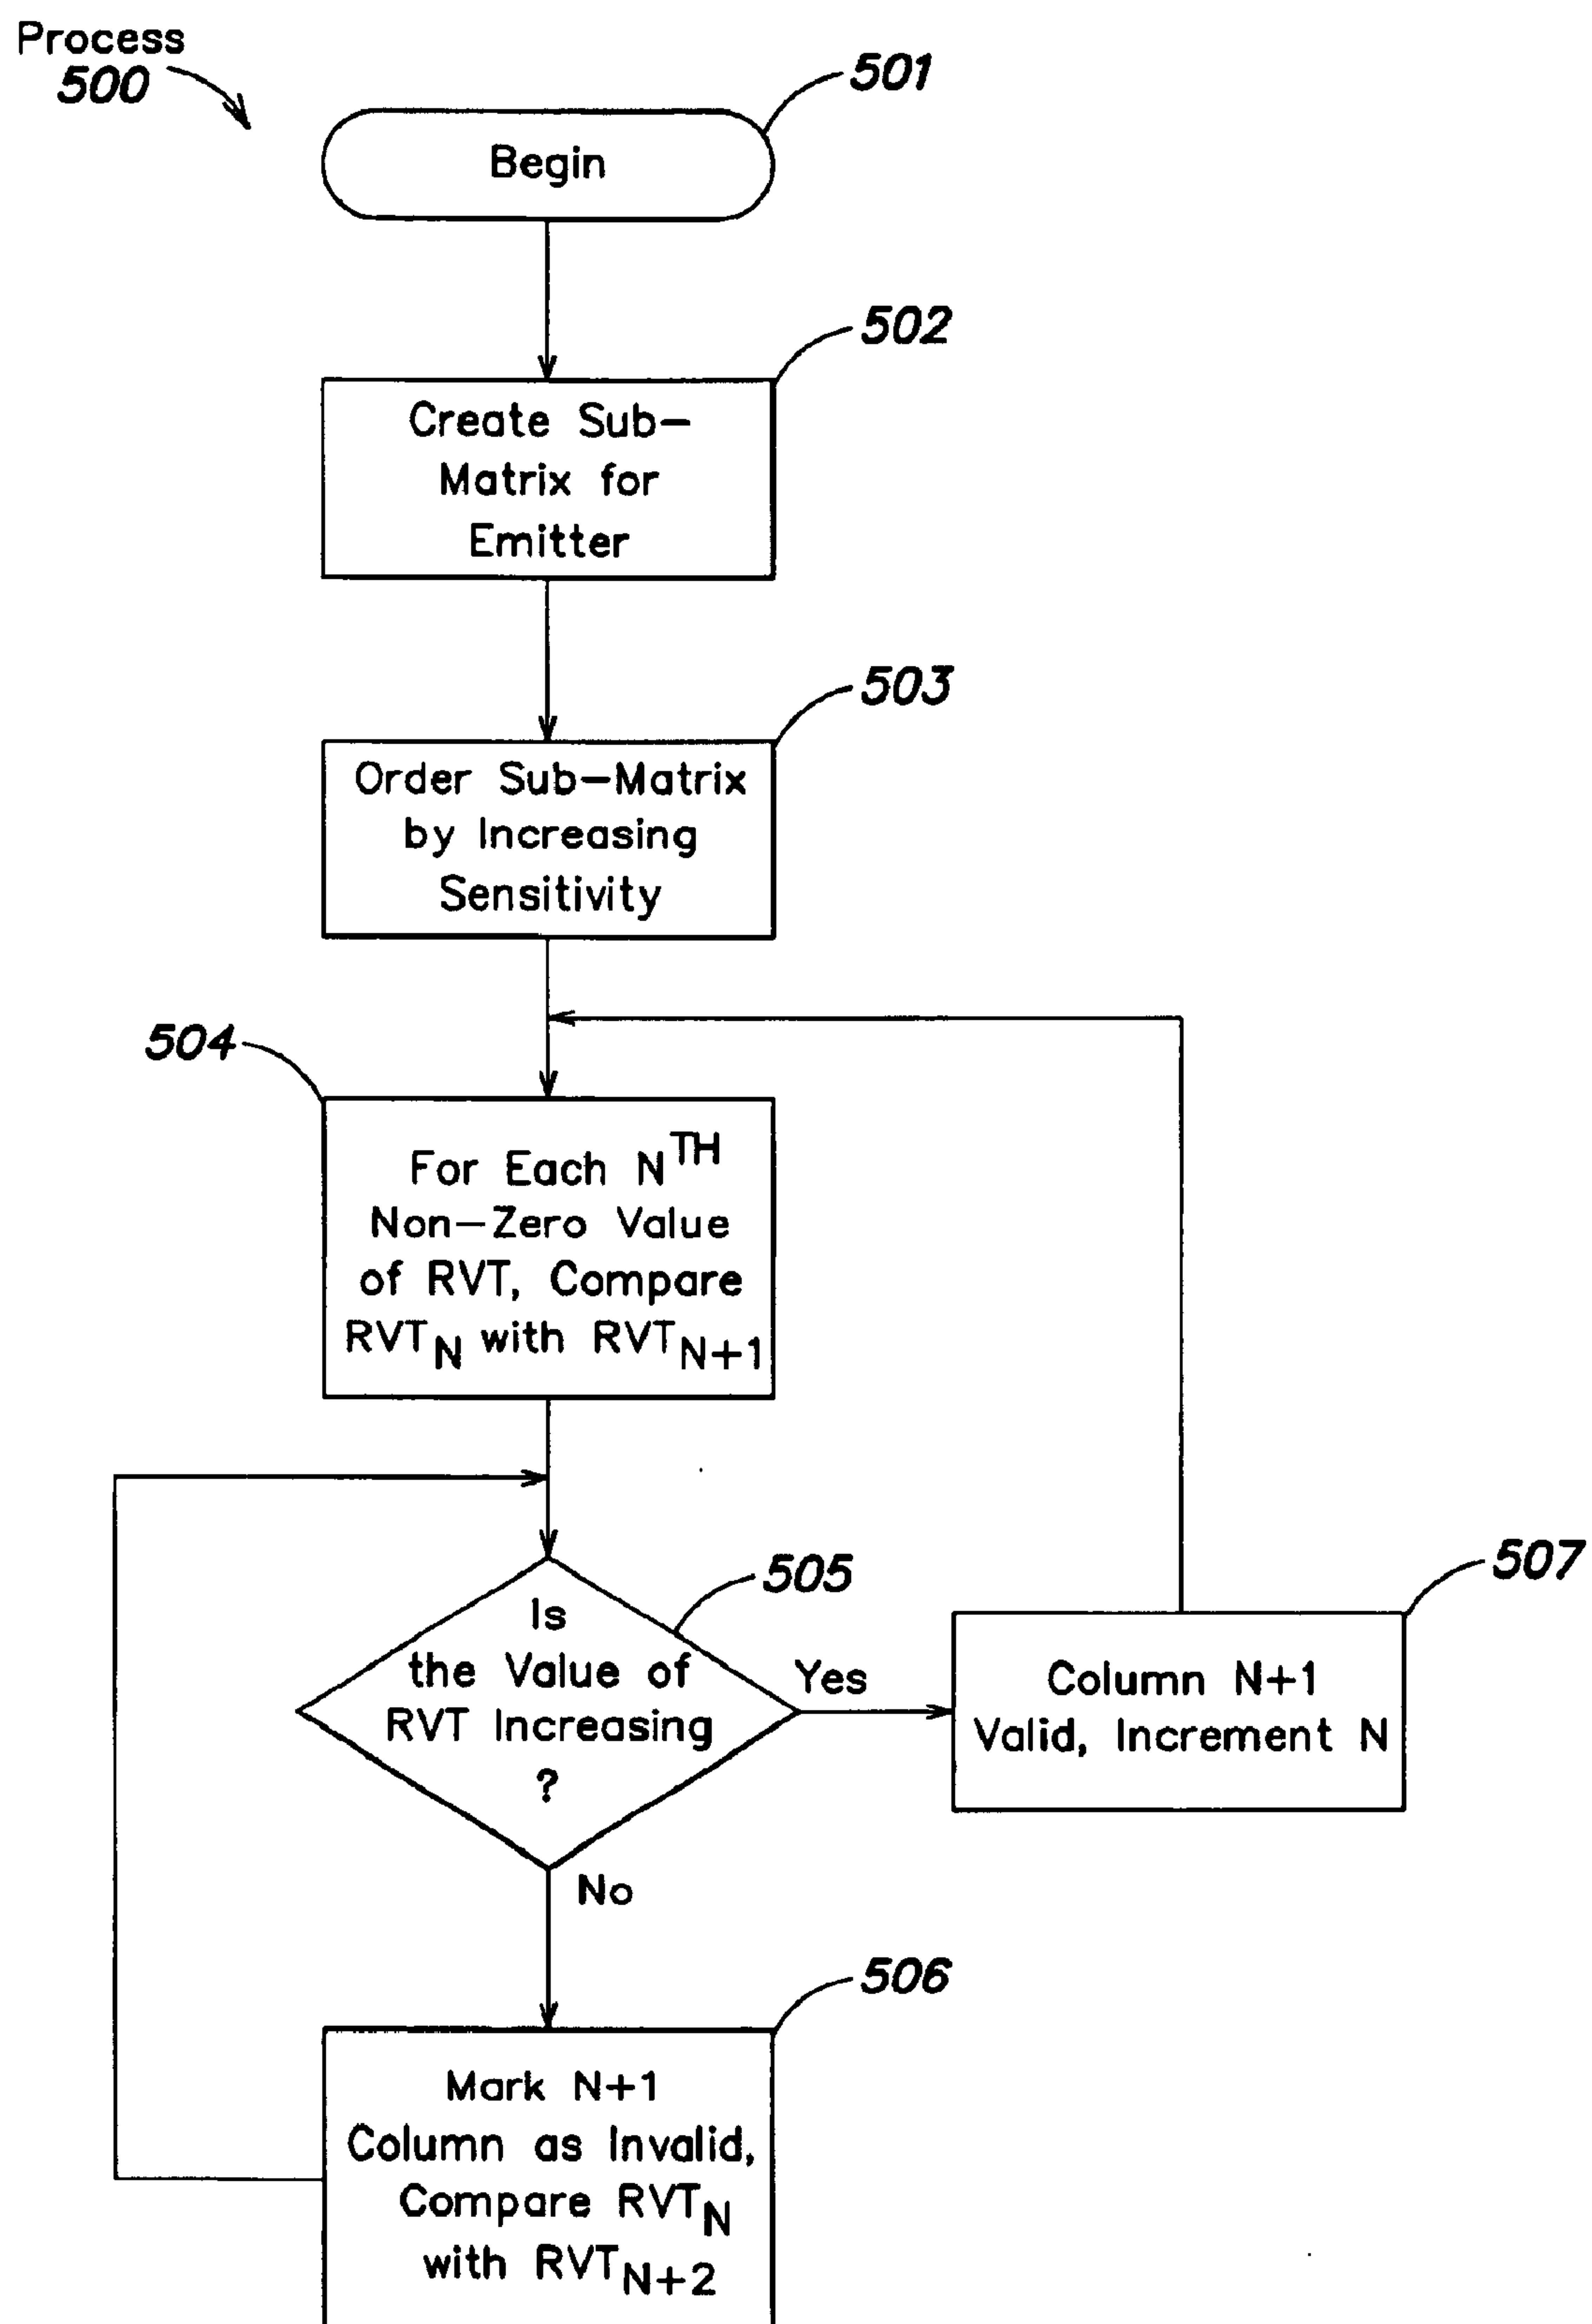 Process
500
501
Begin
502
Create Sub-
Matrix for
Emitter
503
Order Sub-Matrix
by Increasing
Sensitivity
504
For Each N^TH
Non-Zero Value
of RVT, Compare
RVT_N with RVT_N+1
505
Is
the Value of
RVT Increasing
?
Yes
507
Column N+1
Valid, Increment N
No
506
Mark N+1
Column as Invalid,
Compare RVT_N
with RVT_N+2